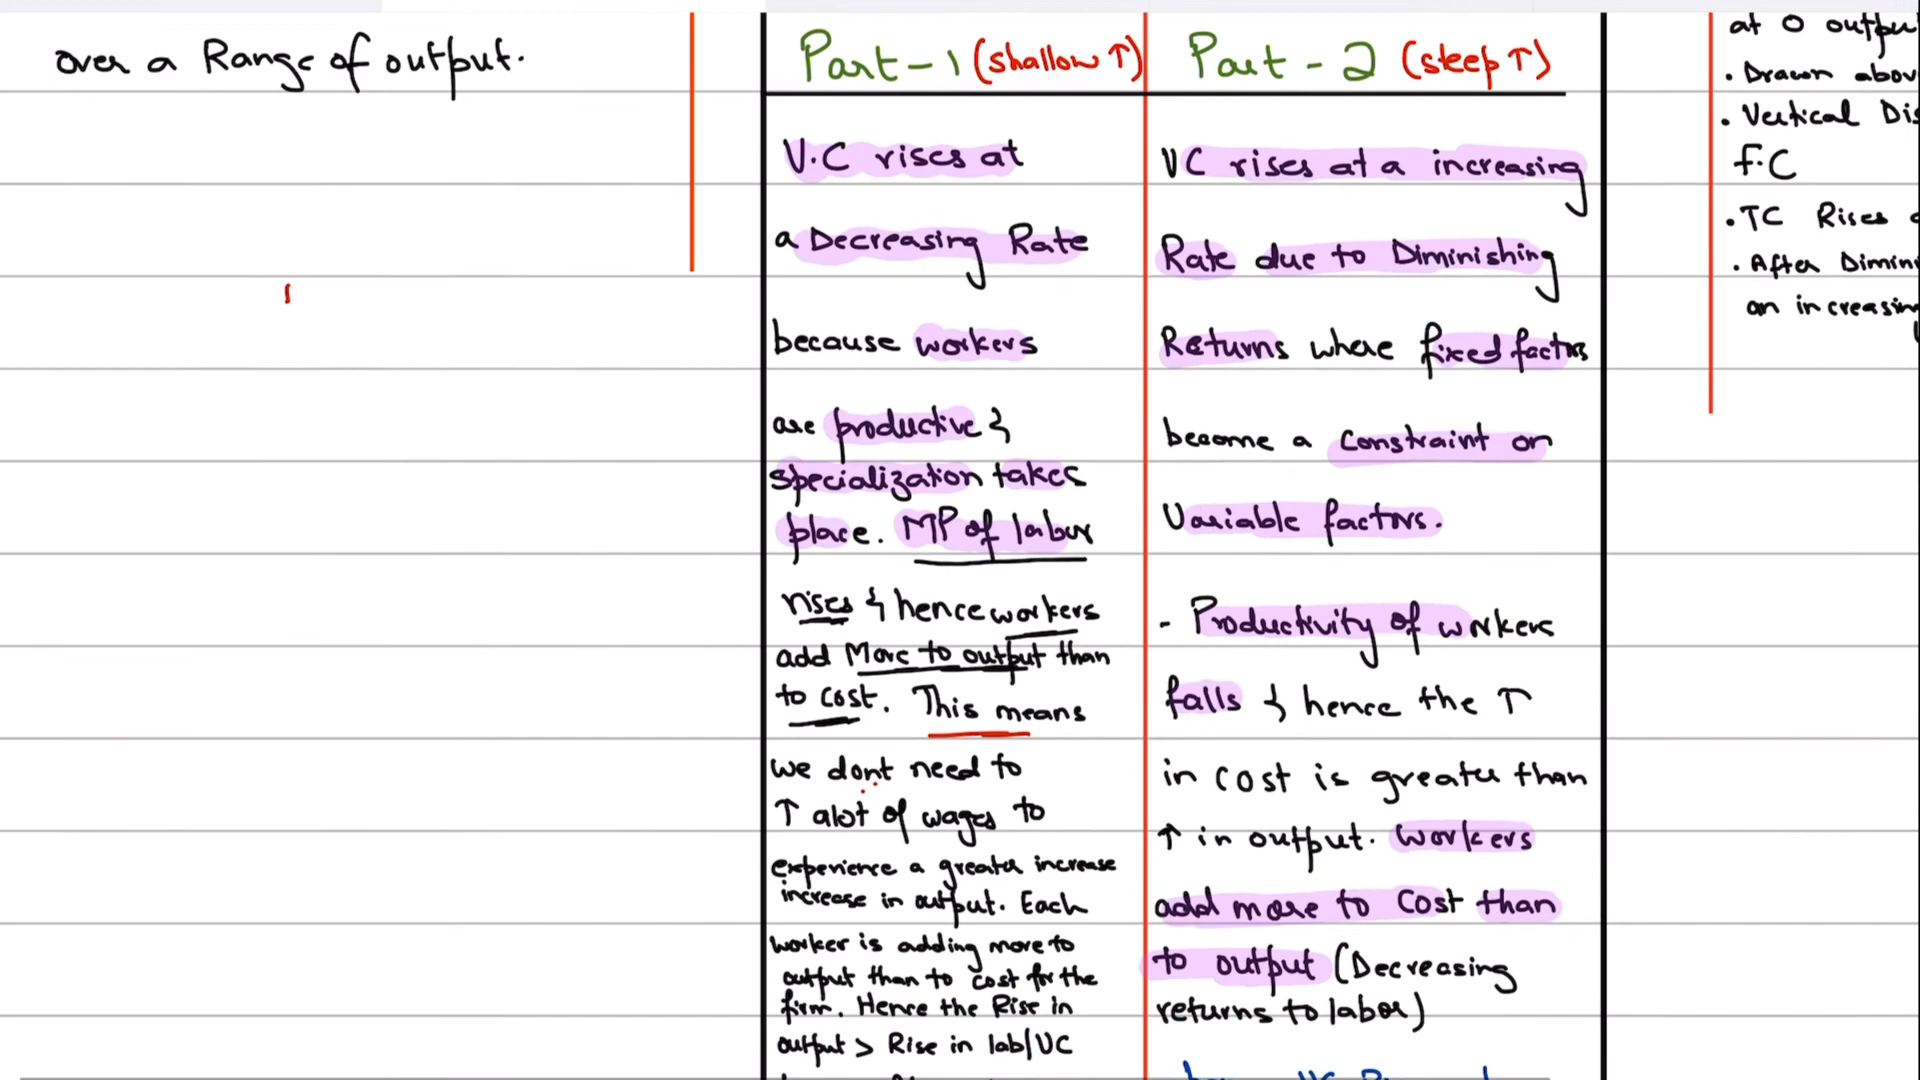 over a Range of output.
Part-1 (shallow ↑)
V.C rises at
a Decreasing Rate
because workers
are productive &
specialization takes
place. MP of labor
rises & hence workers
add More to output than
to cost. This means
we dont need to
↑ alot of wages to
experience a greater increase
increase in output. Each
worker is adding more to
output than to cost for the
firm. Hence the Rise in
output > Rise in lab/VC
Part - 2 (steep ↑)
VC rises at a increasing
Rate due to Diminishing
Returns where fixed factors
become a constraint on
Variable factors.
- Productivity of workers
falls & hence the ↑
in cost is greater than
↑ in output. workers
add more to cost than
to output (Decreasing
returns to labor)
at 0 outpu
. Drawn abov
. Vertical Dis
F.C
. TC Rises
. After Dimin
an increasing